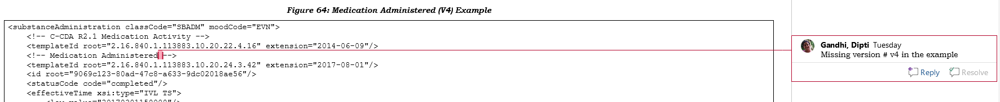 Figure 64: Medication Administered (V4) Example
<substanceAdministration classCode="SBADM" moodCode="EVN">
<!-- C-CDA R2.1 Medication Activity -->
<templateId root="2.16.840.1.113883.10.20.22.4.16" extension="2014-06-09"/>
<!-- Medication Administered -->
<templateId root="2.16.840.1.113883.10.20.24.3.42" extension="2017-08-01"/>
<id root="9069c123-80ad-47c8-a633-9dc02018ae56"/>
<statusCode code="completed"/>
<effectiveTime xsi:type="IVL_TS">
Gandhi, Dipti Tuesday
Missing version # v4 in the example
Reply Resolve